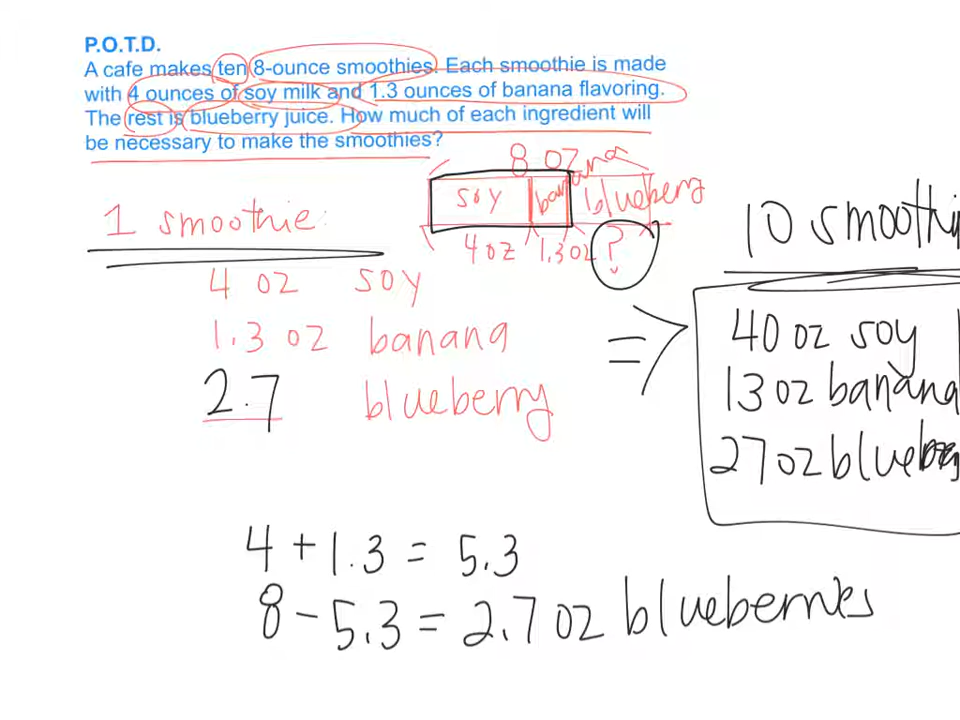 P.O.T.D.
A cafe makes ten 8-ounce smoothies. Each smoothie is made
with 4 ounces of soy milk and 1.3 ounces of banana flavoring.
The rest is blueberry juice. How much of each ingredient will
be necessary to make the smoothies?
8 oz
soy banana blueberry
4 oz 1.3 oz ?
1 smoothie:
4 oz soy
1.3 oz banana
2.7 blueberry
=>
10 smoothi
40 oz soy
13 oz banana
27 oz blueb
4 + 1.3 = 5.3
8 - 5.3 = 2.7 oz blueberries